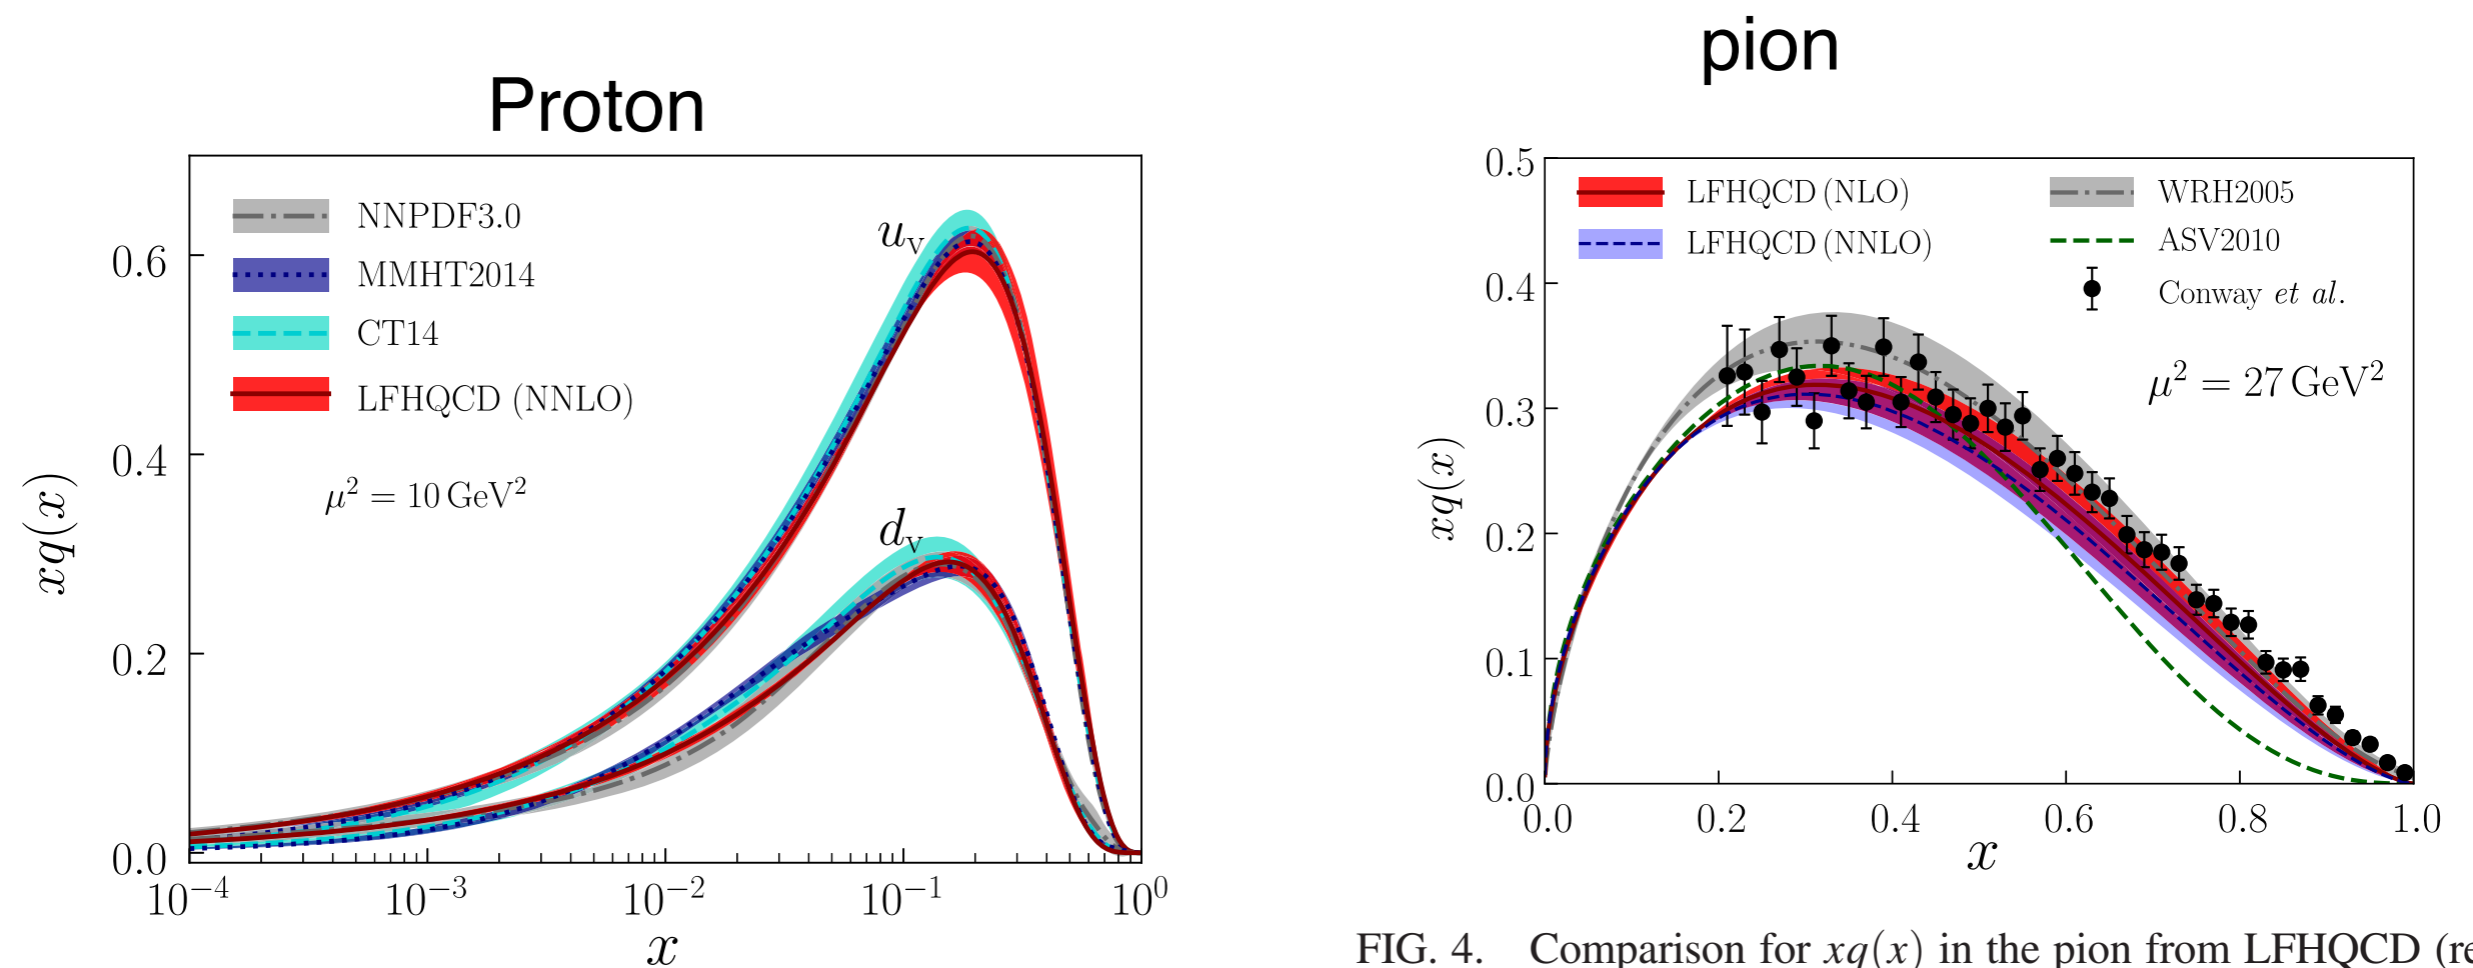 pion
Proton
NNPDF3.0
MMHT2014
CT14
LFHQCD (NNLO)
μ² = 10 GeV²
u_v
d_v
xq(x)
0.6
0.4
0.2
0.0
10⁻⁴ 10⁻³ 10⁻² 10⁻¹ 10⁰
x
LFHQCD (NLO)
LFHQCD (NNLO)
WRH2005
ASV2010
Conway et al.
μ² = 27 GeV²
xq(x)
0.5
0.4
0.3
0.2
0.1
0.0
0.0 0.2 0.4 0.6 0.8 1.0
x
FIG. 4. Comparison for xq(x) in the pion from LFHQCD (re